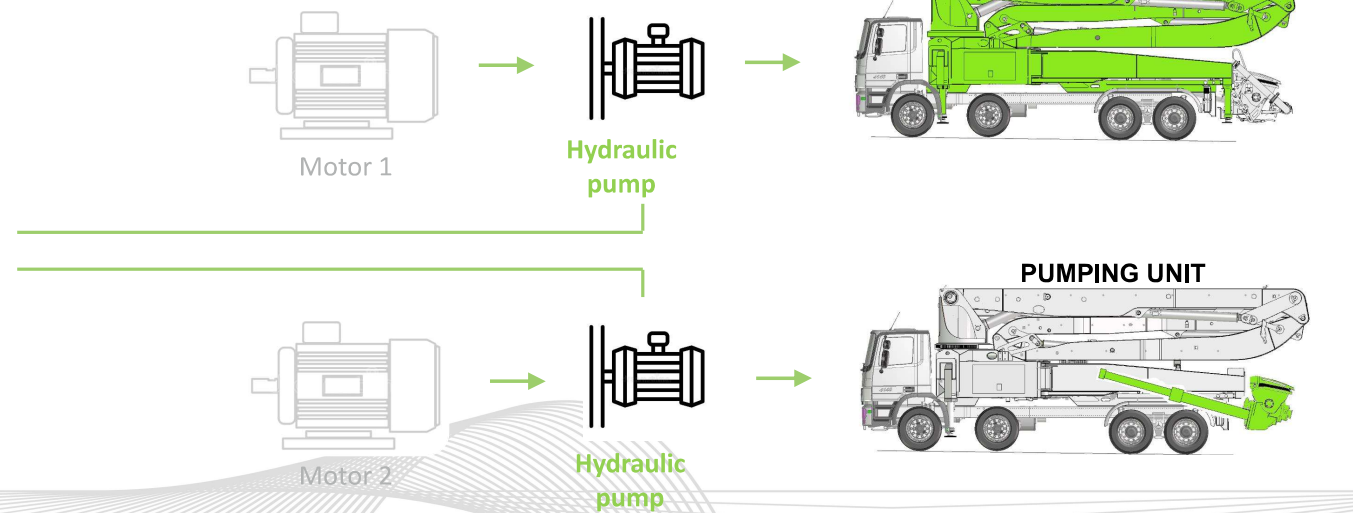 Motor 1
Hydraulic
pump
PUMPING UNIT
Motor 2
Hydraulic
pump